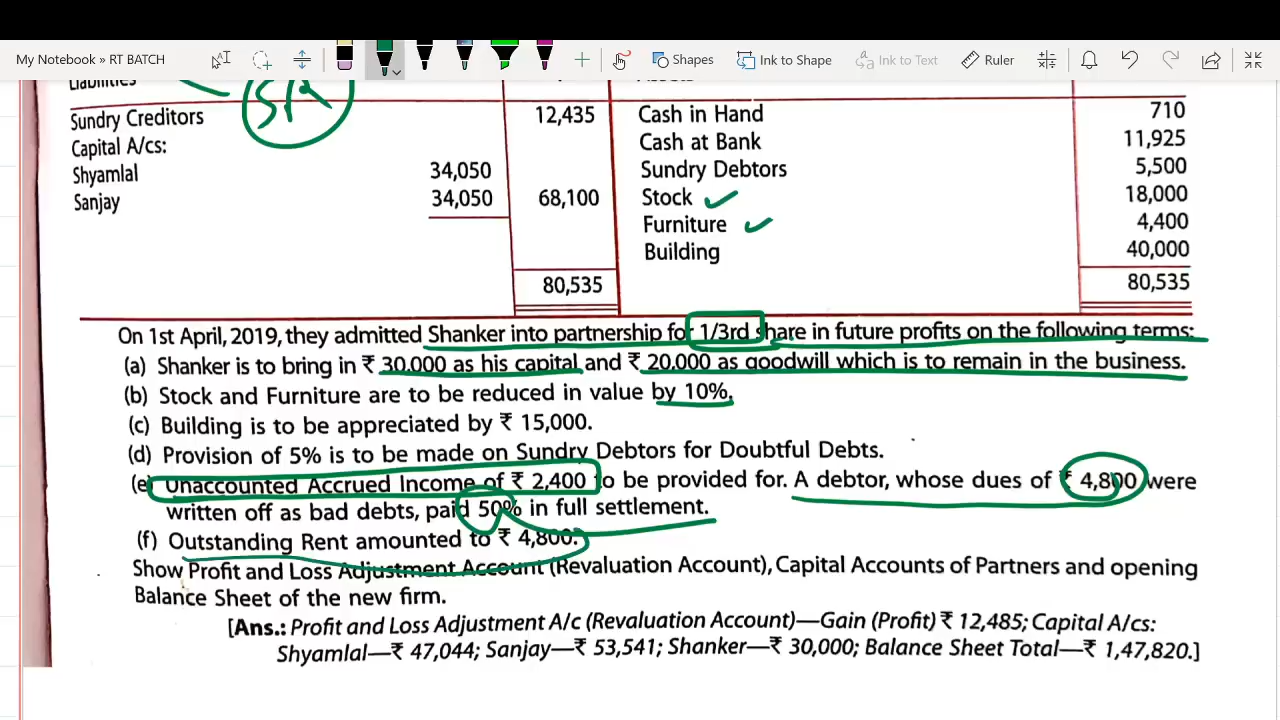 My Notebook » RT BATCH
Shapes
Ink to Shape
Ink to Text
Ruler
Liabilities
Assets
S/R
Sundry Creditors 12,435 Cash in Hand 710
Capital A/cs: Cash at Bank 11,925
Shyamlal 34,050 Sundry Debtors 5,500
Sanjay 34,050 68,100 Stock 18,000
Furniture 4,400
Building 40,000
80,535 80,535
On 1st April, 2019, they admitted Shanker into partnership for 1/3rd share in future profits on the following terms:
(a) Shanker is to bring in ₹ 30,000 as his capital and ₹ 20,000 as goodwill which is to remain in the business.
(b) Stock and Furniture are to be reduced in value by 10%.
(c) Building is to be appreciated by ₹ 15,000.
(d) Provision of 5% is to be made on Sundry Debtors for Doubtful Debts.
(e) Unaccounted Accrued Income of ₹ 2,400 to be provided for. A debtor, whose dues of ₹ 4,800 were
written off as bad debts, paid 50% in full settlement.
(f) Outstanding Rent amounted to ₹ 4,800.
Show Profit and Loss Adjustment Account (Revaluation Account), Capital Accounts of Partners and opening
Balance Sheet of the new firm.
[Ans.: Profit and Loss Adjustment A/c (Revaluation Account)—Gain (Profit) ₹ 12,485; Capital A/cs:
Shyamlal—₹ 47,044; Sanjay—₹ 53,541; Shanker—₹ 30,000; Balance Sheet Total—₹ 1,47,820.]